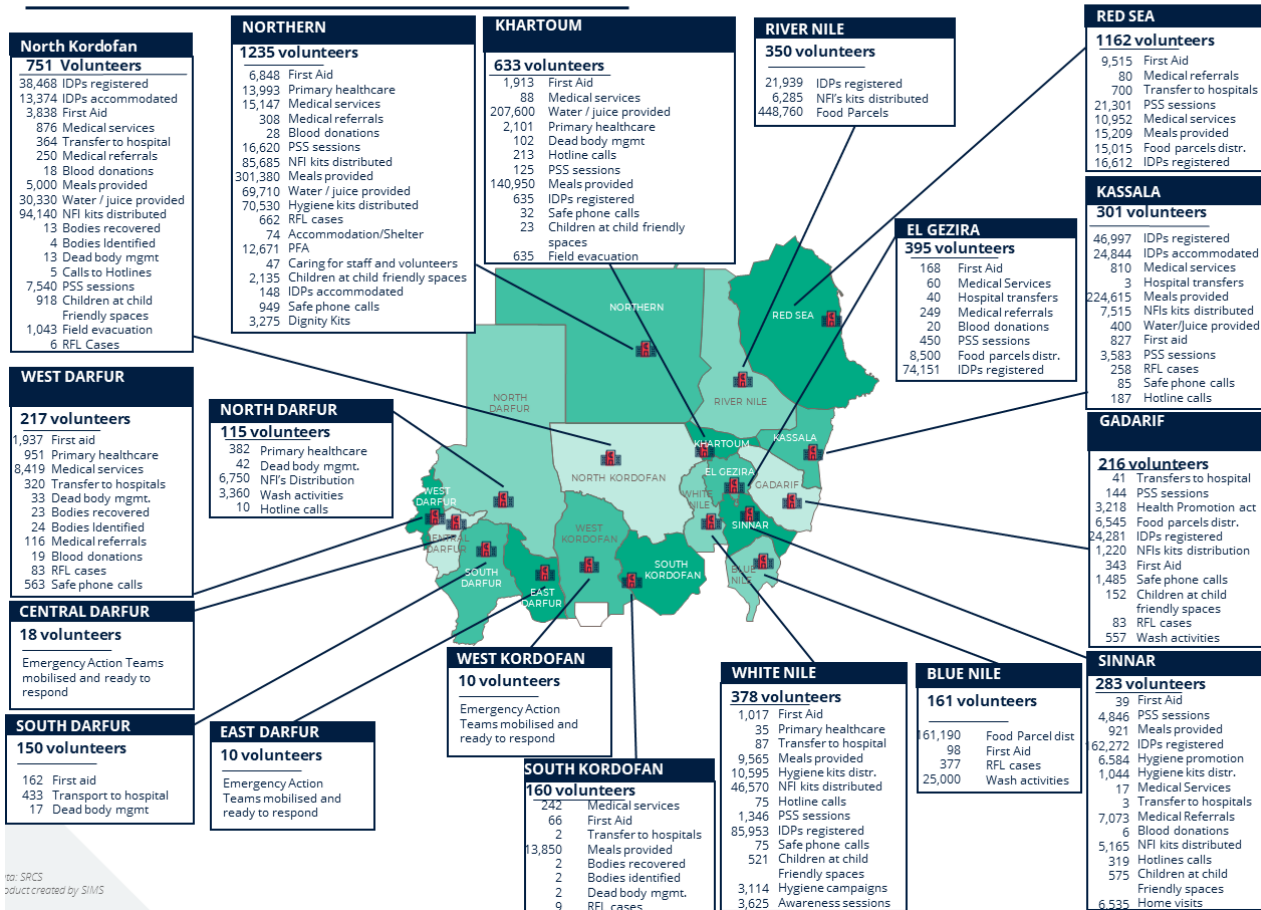 North Kordofan
751 Volunteers
38,468 IDPs registered
13,374 IDPs accommodated
3,838 First Aid
876 Medical services
364 Transfer to hospital
250 Medical referrals
18 Blood donations
5,000 Meals provided
30,330 Water / juice provided
94,140 NFI kits distributed
13 Bodies recovered
4 Bodies Identified
13 Dead body mgmt
5 Calls to Hotlines
7,540 PSS sessions
918 Children at child
Friendly spaces
1,043 Field evacuation
6 RFL Cases
NORTHERN
1235 volunteers
6,848 First Aid
13,993 Primary healthcare
15,147 Medical services
308 Medical referrals
28 Blood donations
16,620 PSS sessions
85,685 NFI kits distributed
301,380 Meals provided
69,710 Water / juice provided
70,530 Hygiene kits distributed
662 RFL cases
74 Accommodation/Shelter
12,671 PFA
47 Caring for staff and volunteers
2,135 Children at child friendly spaces
148 IDPs accommodated
949 Safe phone calls
3,275 Dignity Kits
KHARTOUM
633 volunteers
1,913 First Aid
88 Medical services
207,600 Water / juice provided
2,101 Primary healthcare
102 Dead body mgmt
213 Hotline calls
125 PSS sessions
140,950 Meals provided
635 IDPs registered
32 Safe phone calls
23 Children at child friendly
spaces
635 Field evacuation
RIVER NILE
350 volunteers
21,939 IDPs registered
6,285 NFI's kits distributed
448,760 Food Parcels
RED SEA
1162 volunteers
9,515 First Aid
80 Medical referrals
700 Transfer to hospitals
21,301 PSS sessions
10,952 Medical services
15,209 Meals provided
15,015 Food parcels distr.
16,612 IDPs registered
KASSALA
301 volunteers
46,997 IDPs registered
24,844 IDPs accommodated
810 Medical services
3 Hospital transfers
224,615 Meals provided
7,515 NFIs kits distributed
400 Water/Juice provided
827 First aid
3,583 PSS sessions
258 RFL cases
85 Safe phone calls
187 Hotline calls
EL GEZIRA
395 volunteers
168 First Aid
60 Medical Services
40 Hospital transfers
249 Medical referrals
20 Blood donations
450 PSS sessions
8,500 Food parcels distr.
74,151 IDPs registered
WEST DARFUR
217 volunteers
1,937 First aid
951 Primary healthcare
8,419 Medical services
320 Transfer to hospitals
33 Dead body mgmt.
23 Bodies recovered
24 Bodies Identified
116 Medical referrals
19 Blood donations
83 RFL cases
563 Safe phone calls
NORTH DARFUR
115 volunteers
382 Primary healthcare
42 Dead body mgmt.
6,750 NFI's Distribution
3,360 Wash activities
10 Hotline calls
GADARIF
216 volunteers
41 Transfers to hospital
144 PSS sessions
3,218 Health Promotion act
6,545 Food parcels distr.
24,281 IDPs registered
1,220 NFIs kits distribution
343 First Aid
1,485 Safe phone calls
152 Children at child
friendly spaces
83 RFL cases
557 Wash activities
NORTHERN
RED SEA
NORTH
DARFUR
RIVER NILE
KHARTOUM
KASSALA
NORTH KORDOFAN
EL GEZIRA
GADARIF
WEST
DARFUR
WHITE
NILE
SINNAR
CENTRAL
DARFUR
WEST
KORDOFAN
SOUTH
DARFUR
EAST
DARFUR
SOUTH
KORDOFAN
BLUE
NILE
CENTRAL DARFUR
18 volunteers
Emergency Action Teams
mobilised and ready to
respond
SOUTH DARFUR
150 volunteers
162 First aid
433 Transport to hospital
17 Dead body mgmt
EAST DARFUR
10 volunteers
Emergency Action
Teams mobilised and
ready to respond
WEST KORDOFAN
10 volunteers
Emergency Action
Teams mobilised and
ready to respond
SOUTH KORDOFAN
160 volunteers
242 Medical services
66 First Aid
2 Transfer to hospitals
13,850 Meals provided
2 Bodies recovered
2 Bodies identified
2 Dead body mgmt.
9 RFL cases
WHITE NILE
378 volunteers
1,017 First Aid
35 Primary healthcare
87 Transfer to hospital
9,565 Meals provided
10,595 Hygiene kits distr.
46,570 NFI kits distributed
75 Hotline calls
1,346 PSS sessions
85,953 IDPs registered
75 Safe phone calls
521 Children at child
Friendly spaces
3,114 Hygiene campaigns
3,625 Awareness sessions
BLUE NILE
161 volunteers
161,190 Food Parcel dist
98 First Aid
377 RFL cases
25,000 Wash activities
SINNAR
283 volunteers
39 First Aid
4,846 PSS sessions
921 Meals provided
162,272 IDPs registered
6,584 Hygiene promotion
1,044 Hygiene kits distr.
17 Medical Services
3 Transfer to hospitals
7,073 Medical Referrals
6 Blood donations
5,165 NFI kits distributed
319 Hotlines calls
575 Children at child
Friendly spaces
6,535 Home visits
SRCS
created by SIMS